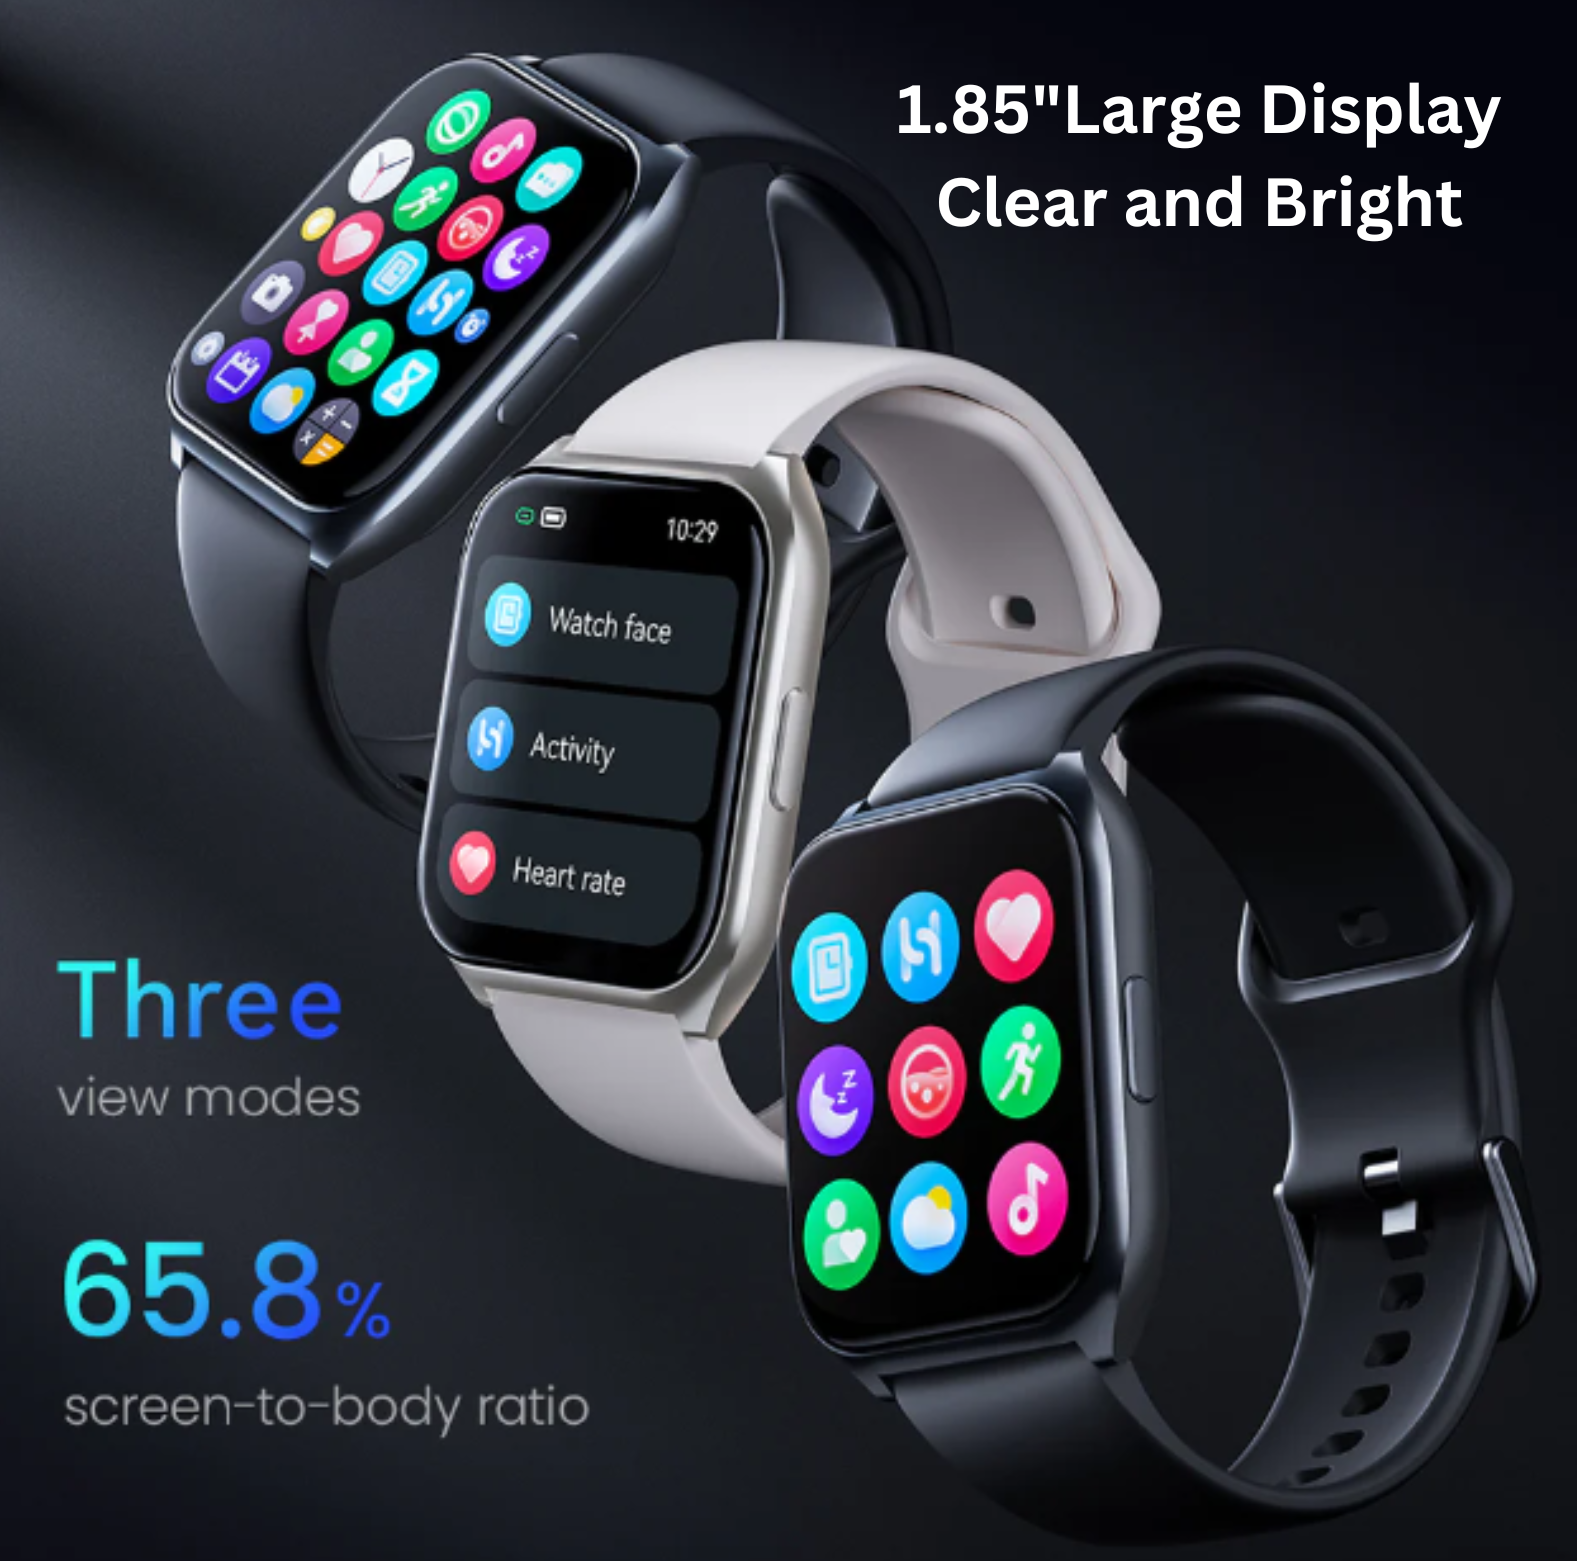 1.85"Large Display
Clear and Bright
10:29
Watch face
Activity
Heart rate
Three
view modes
65.8%
screen-to-body ratio